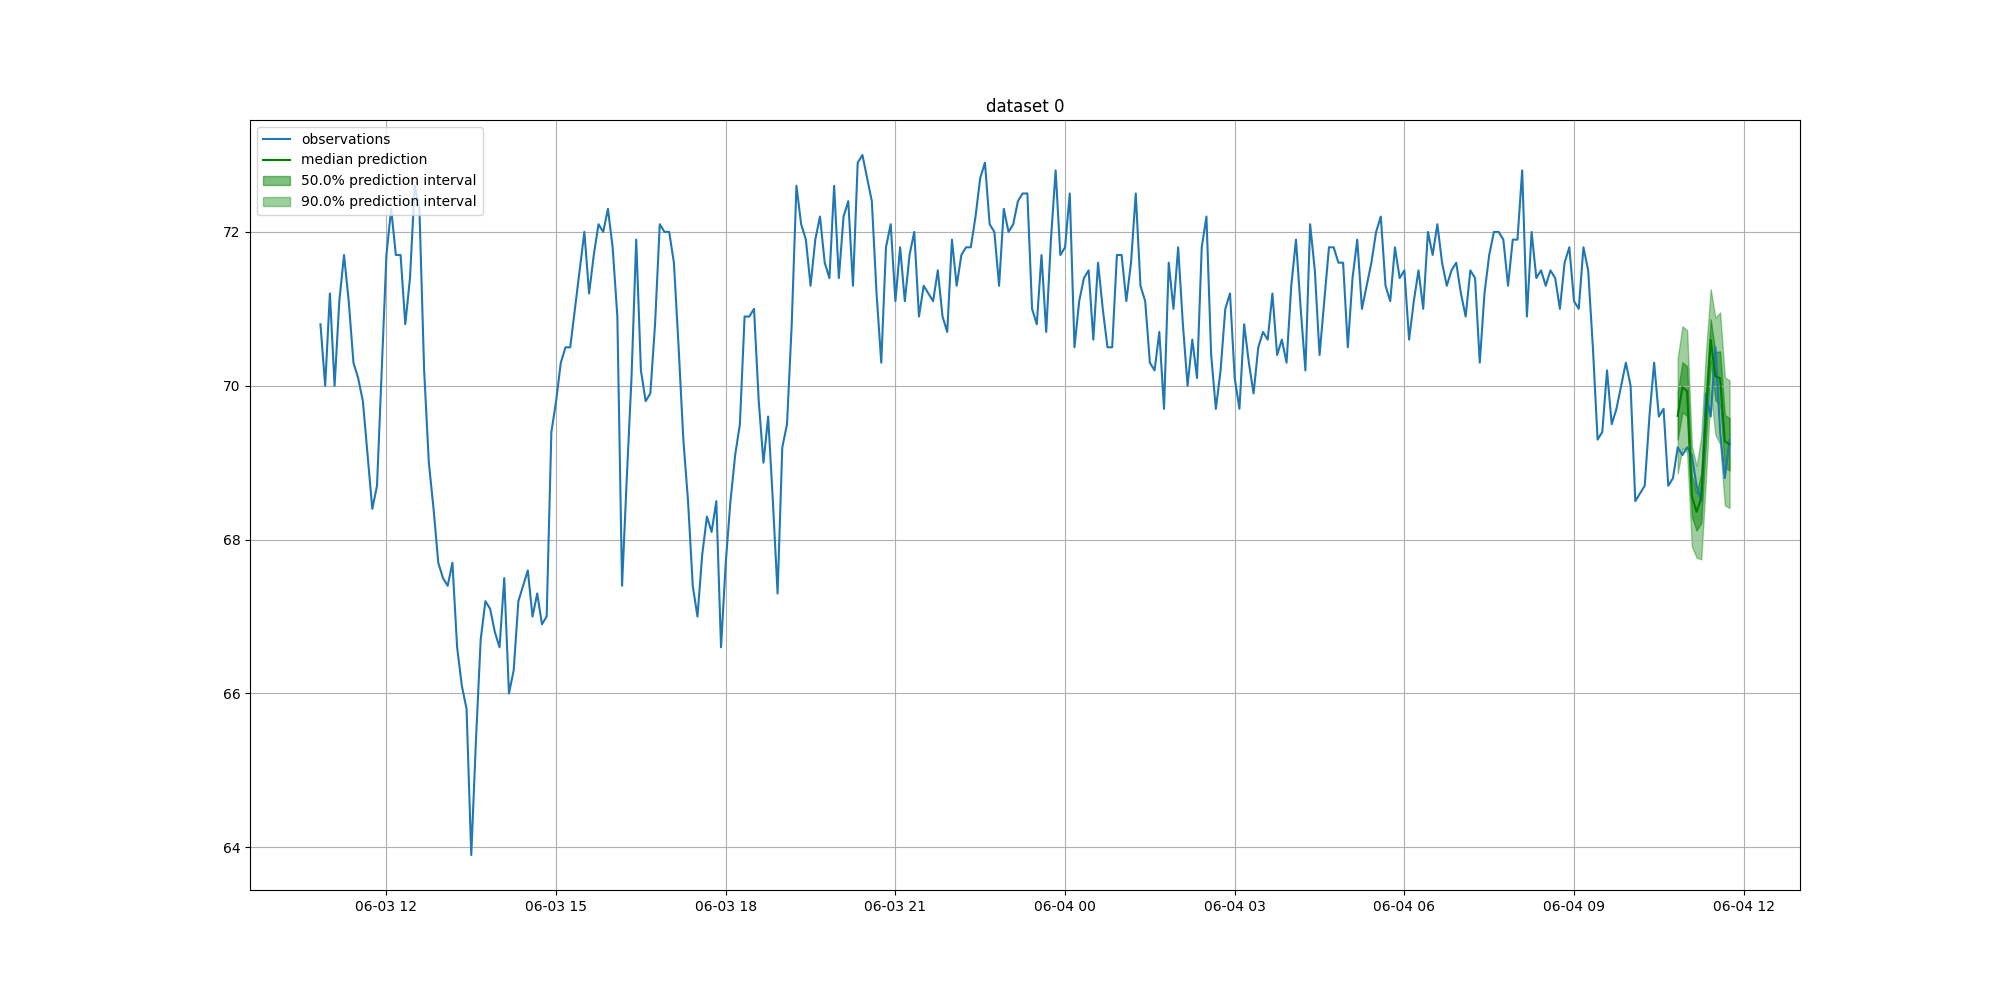 dataset 0
observations
median prediction
50.0% prediction interval
90.0% prediction interval
72
70
68
66
64
06-03 12
06-03 15
06-03 18
06-03 21
06-04 00
06-04 03
06-04 06
06-04 09
06-04 12